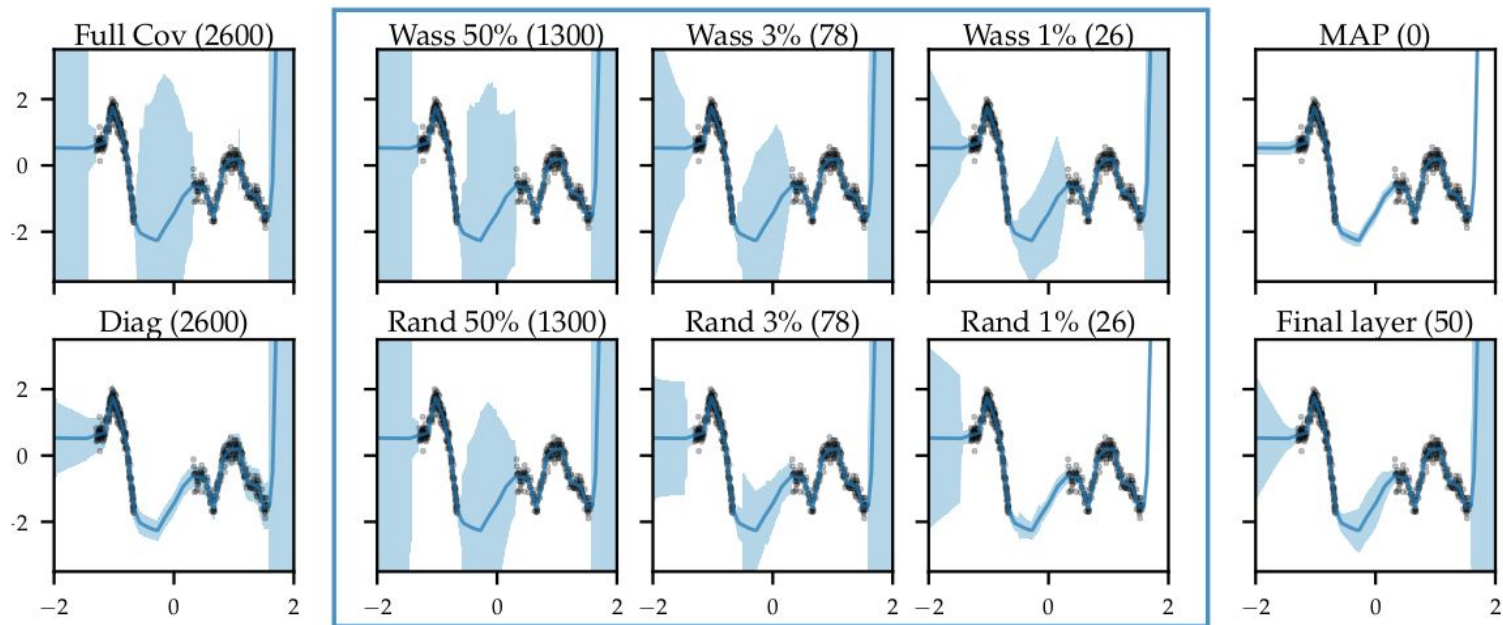 Full Cov (2600) Wass 50% (1300) Wass 3% (78) Wass 1% (26) MAP (0)
2
0
-2
Diag (2600) Rand 50% (1300) Rand 3% (78) Rand 1% (26) Final layer (50)
2
0
-2
−2 0 2 −2 0 2 −2 0 2 −2 0 2 −2 0 2